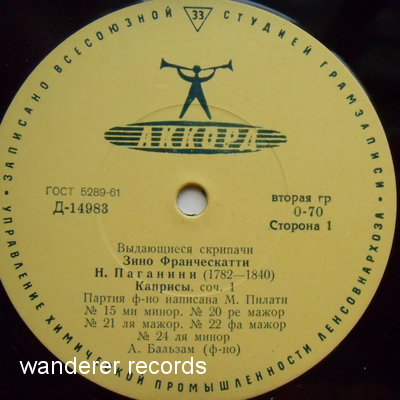 ЗАПИСАНО ВСЕСОЮЗНОЙ СТУДИЕЙ ГРАМЗАПИСИ
33
АККОРД
ГОСТ 5289-61
Д-14983
вторая гр
0-70
Сторона 1
Выдающиеся скрипачи
Зино Франческатти
Н. Паганини (1782—1840)
Каприсы, соч. 1
Партия ф-но написана М. Пилати
№ 15 ми минор. № 20 ре мажор
№ 21 ля мажор. № 22 фа мажор
№ 24 ля минор
А. Бальзам (ф-но)
УПРАВЛЕНИЕ ХИМИЧЕСКОЙ ПРОМЫШЛЕННОСТИ ЛЕНСОВНАРХОЗА
wanderer records